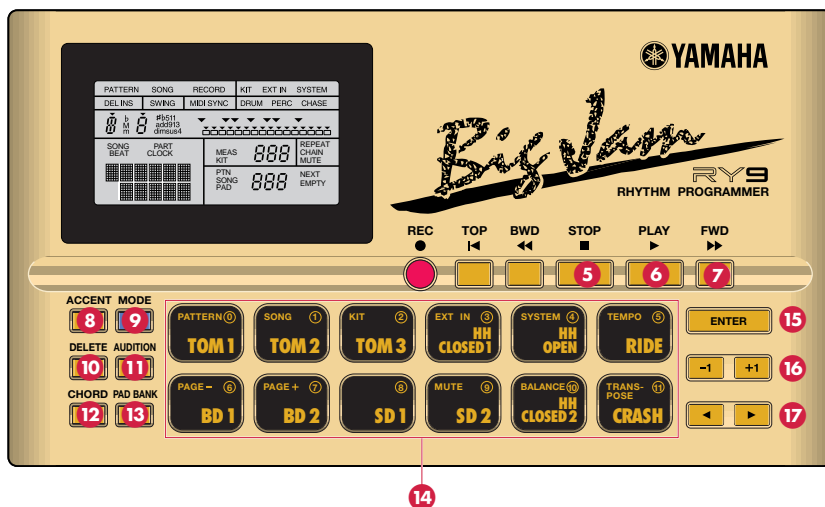 YAMAHA
Big Jam
RY9
RHYTHM PROGRAMMER
PATTERN SONG RECORD KIT EXT IN SYSTEM
DEL INS SWING MIDI SYNC DRUM PERC CHASE
b #b511
M add913
m dimsus4
SONG PART
BEAT CLOCK
MEAS 888 REPEAT
KIT CHAIN
MUTE
PTN NEXT
SONG 888 EMPTY
PAD
REC TOP BWD STOP PLAY FWD
5 6 7
ACCENT MODE
8 9
DELETE AUDITION
10 11
CHORD PAD BANK
12 13
PATTERN 0 SONG 1 KIT 2 EXT IN 3 SYSTEM 4 TEMPO 5
TOM 1 TOM 2 TOM 3 HH CLOSED 1 HH OPEN RIDE
PAGE – 6 PAGE + 7 8 MUTE 9 BALANCE 10 TRANS-POSE 11
BD 1 BD 2 SD 1 SD 2 HH CLOSED 2 CRASH
ENTER 15
–1 +1 16
17
14